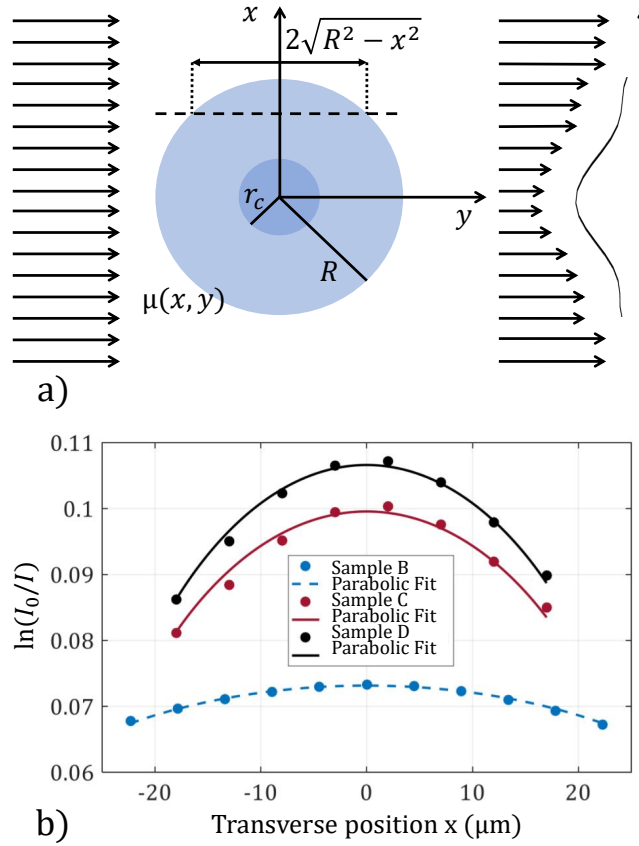 x
2√R² − x²
r_c
y
R
μ(x, y)
a)
0.11
0.1
0.09
0.08
0.07
0.06
ln(I₀/I)
Sample B
Parabolic Fit
Sample C
Parabolic Fit
Sample D
Parabolic Fit
-20
-10
0
10
20
Transverse position x (μm)
b)